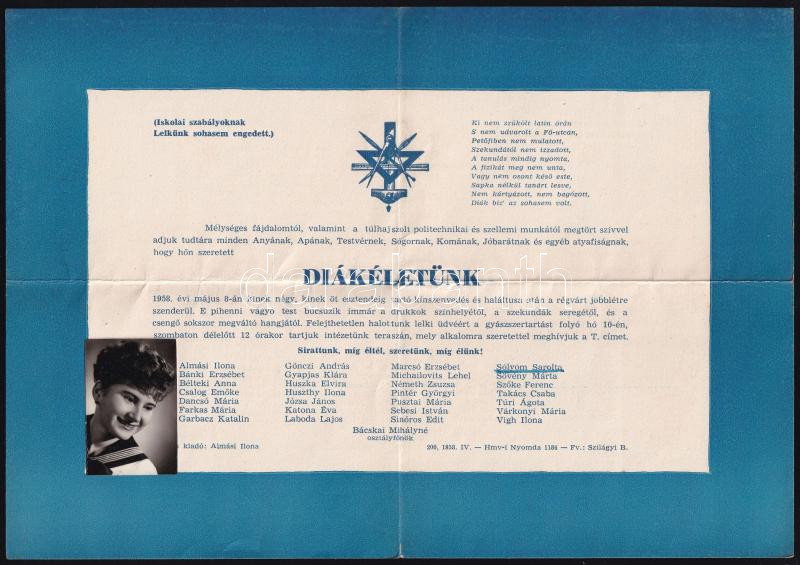 (Iskolai szabályoknak
Lelkünk sohasem engedett.)
Ki nem szűkölt latin órán
S nem udvarolt a Fő-utcán,
Petőfiben nem mulatott,
Szekundától nem izzadott,
A tanulás mindig nyomta,
A fizikát meg nem unta,
Vagy nem osont késő este,
Sapka nélkül tanárt lesve,
Nem kártyázott, nem bagózott,
Diák biz' az sohasem volt.
Mélységes fájdalomtól, valamint a túlhajszolt politechnikai és szellemi munkától megtört szívvel
adjuk tudtára minden Anyának, Apának, Testvérnek, Sógornak, Komának, Jóbarátnak és egyéb atyafiságnak,
hogy hőn szeretett
DIÁKÉLETÜNK
1958. évi május 8-án kinek négy, kinek öt esztendeig tartó kínszenvedés és haláltusa után a régvárt jobblétre
szenderül. E pihenni vágyo test bucsuzik immár a drukkok színhelyétől, a szekundák seregétől, és a
csengő sokszor megváltó hangjától. Felejthetetlen halottunk lelki üdvéért a gyászszertartást folyó hó 10-én,
szombaton délelőtt 12 órakor tartjuk intézetünk teraszán, mely alkalomra szeretettel meghívjuk a T. címet.
Sirattunk, míg éltél, szeretünk, míg élünk!
Almási Ilona
Bánki Erzsébet
Bélteki Anna
Csalog Emőke
Dancsó Mária
Farkas Mária
Garbacz Katalin
Gönczi András
Gyapjas Klára
Huszka Elvira
Huszthy Ilona
Józsa János
Katona Éva
Laboda Lajos
Marcsó Erzsébet
Michailovits Lehel
Németh Zsuzsa
Pintér Györgyi
Pusztai Mária
Sebesi István
Sinóros Edit
Sólyom Sarolta
Sövény Márta
Szőke Ferenc
Takács Csaba
Túri Ágota
Várkonyi Mária
Vigh Ilona
Bácskai Mihályné
osztályfőnök
kiadó: Almási Ilona
200, 1958. IV. — Hmv-i Nyomda 1184 — Fv.: Szilágyi B.
darabanth